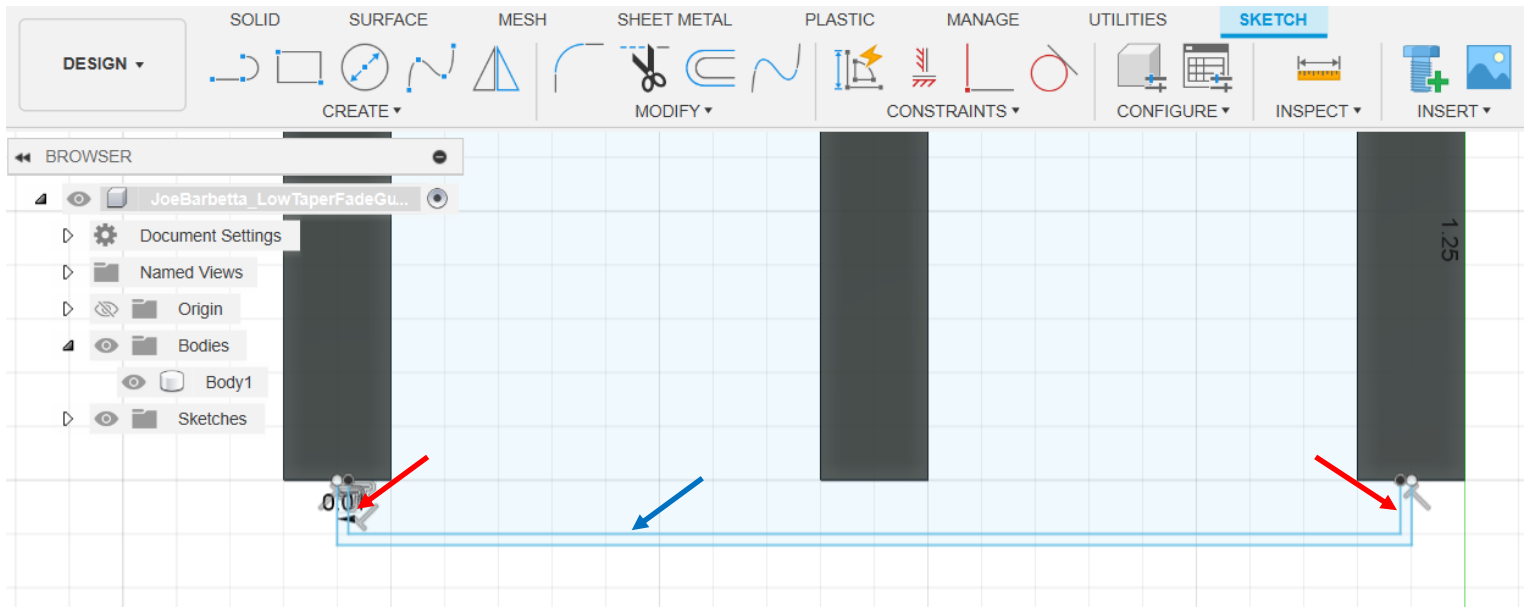 SOLID SURFACE MESH SHEET METAL PLASTIC MANAGE UTILITIES SKETCH
DESIGN ▾
CREATE ▾ MODIFY ▾ CONSTRAINTS ▾ CONFIGURE ▾ INSPECT ▾ INSERT ▾
BROWSER
JoeBarbetta_LowTaperFadeGu...
Document Settings
1.25
Named Views
Origin
Bodies
Body1
Sketches